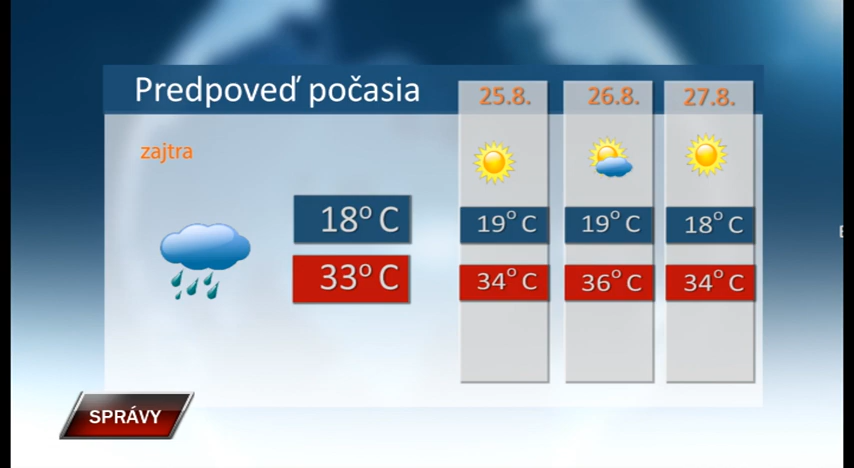 Predpoveď počasia
zajtra
18° C
33° C
25.8.
19° C
34° C
26.8.
19° C
36° C
27.8.
18° C
34° C
SPRÁVY